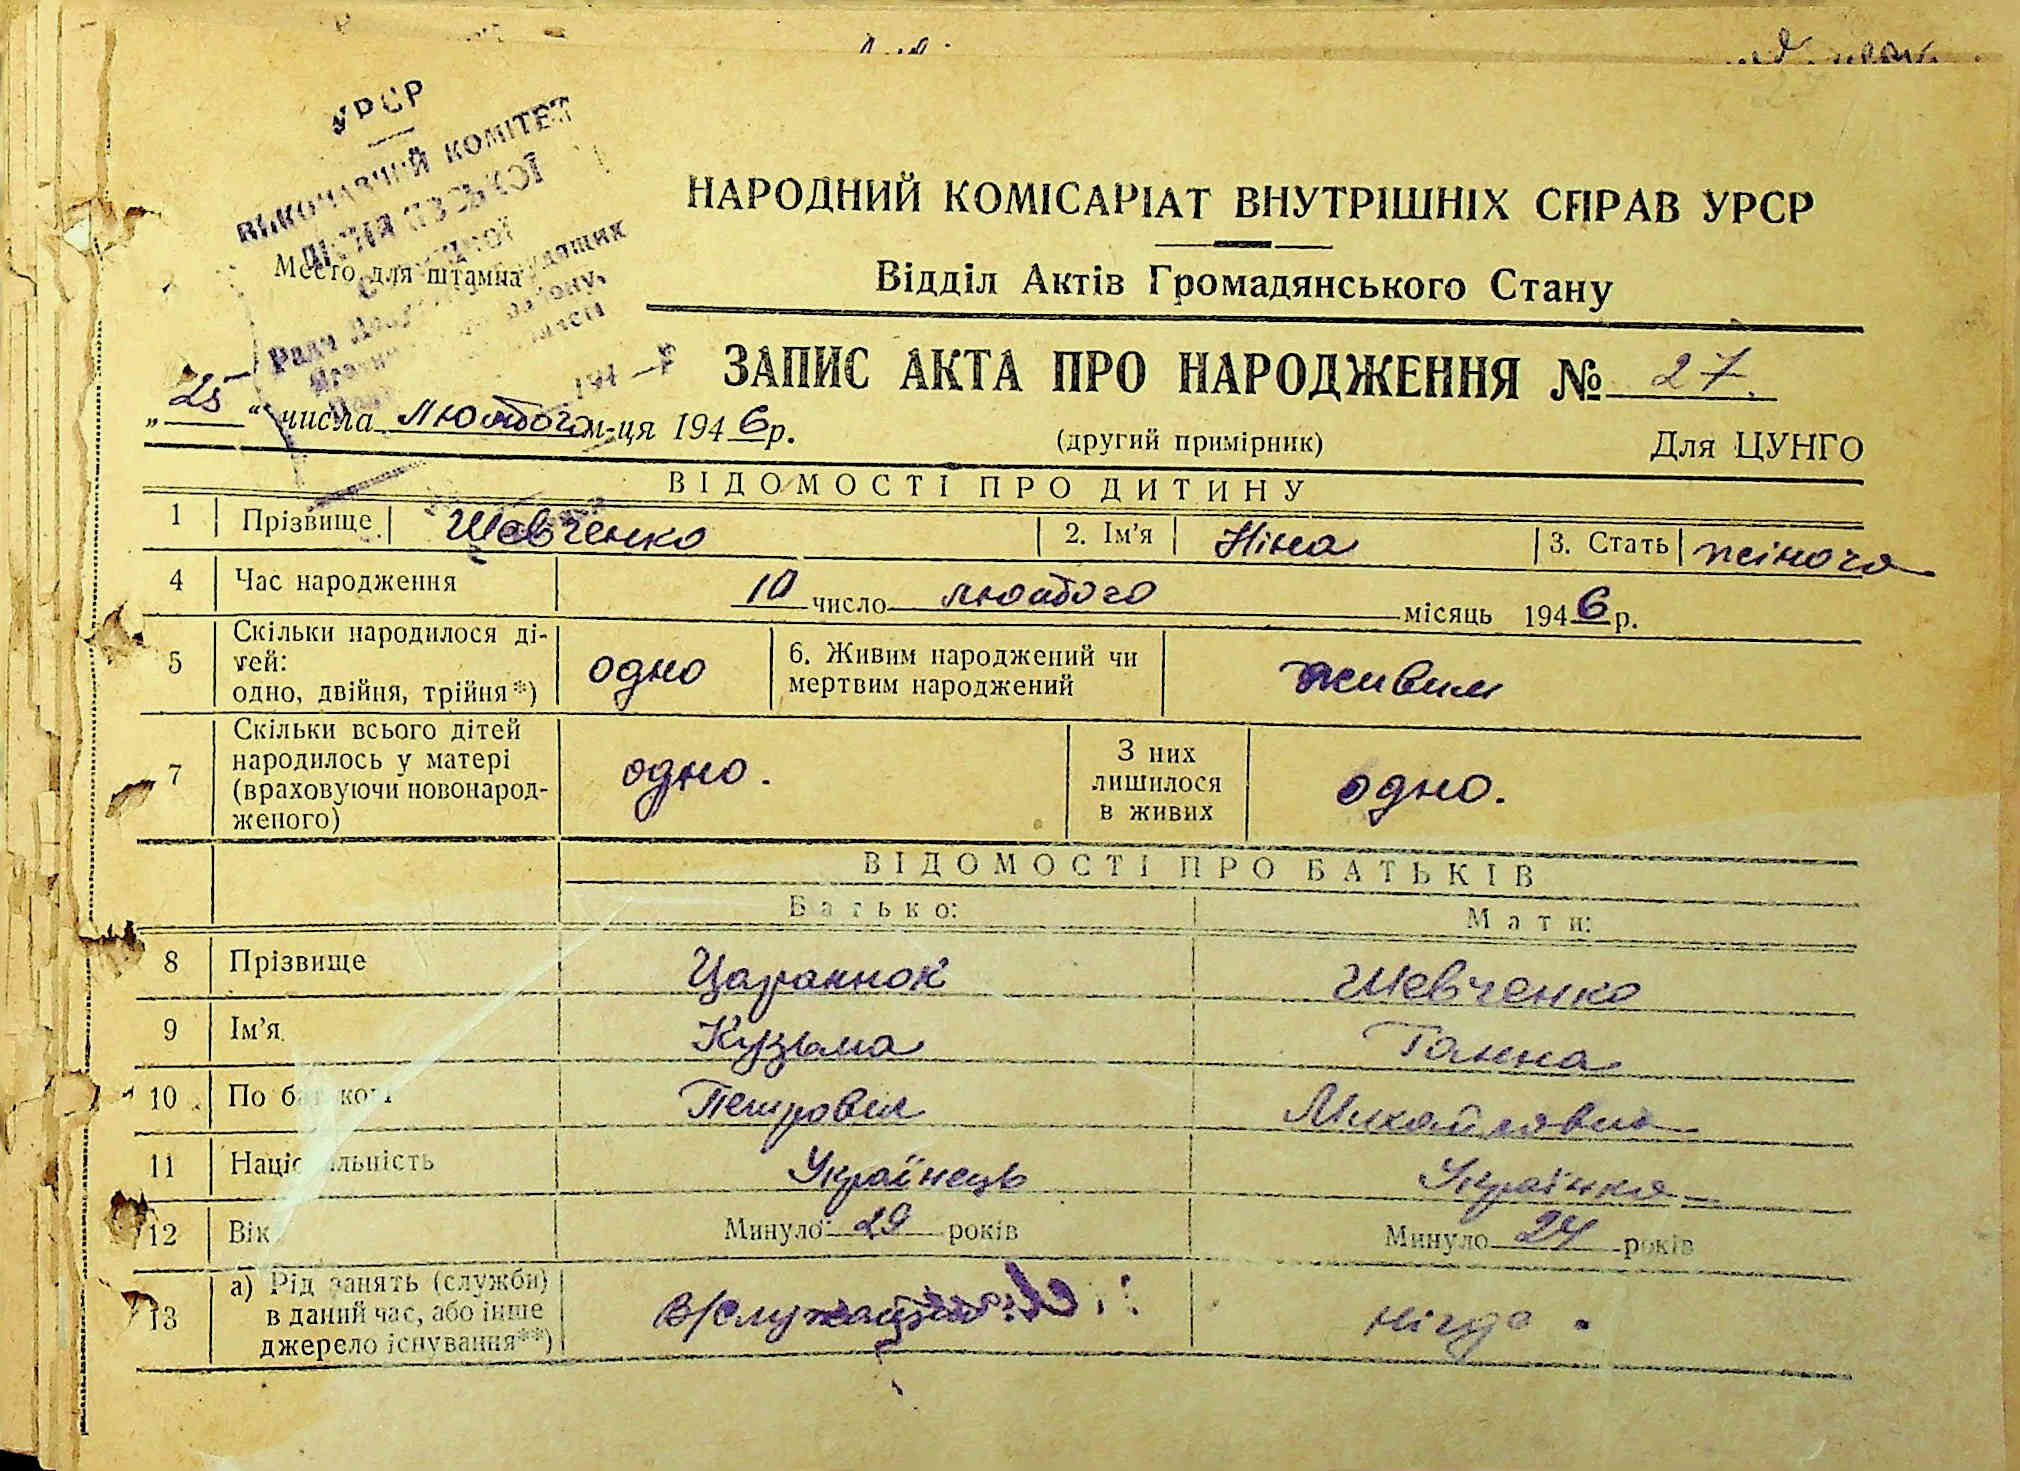 УРСР
ВИКОНАВЧИЙ КОМІТЕТ
Место для штампа
НАРОДНИЙ КОМІСАРІАТ ВНУТРІШНІХ СПРАВ УРСР
Відділ Актів Громадянського Стану
ЗАПИС АКТА ПРО НАРОДЖЕННЯ № 27.
„25“ числа лютого м-ця 1946 р.
(другий примірник)
Для ЦУНГО
ВІДОМОСТІ ПРО ДИТИНУ
1 Прізвище Шевченко 2. Ім'я Ніна 3. Стать жіноча
4 Час народження 10 число лютого місяць 1946 р.
5 Скільки народилося ді-
тей:
одно, двійня, трійня*) одно 6. Живим народжений чи
мертвим народжений живим
7 Скільки всього дітей
народилось у матері
(враховуючи новонарод-
женого) одно. З них
лишилося
в живих одно.
ВІДОМОСТІ ПРО БАТЬКІВ
Батько: Мати:
8 Прізвище Царанюк Шевченко
9 Ім'я Кузьма Ганна
10 По батькові Петрович Михайлівна
11 Національність Українець Українка
12 Вік Минуло 29 років Минуло 24 років
13 а) Рід занять (служби)
в даний час, або інше
джерело існування**) в/служащий нігде.